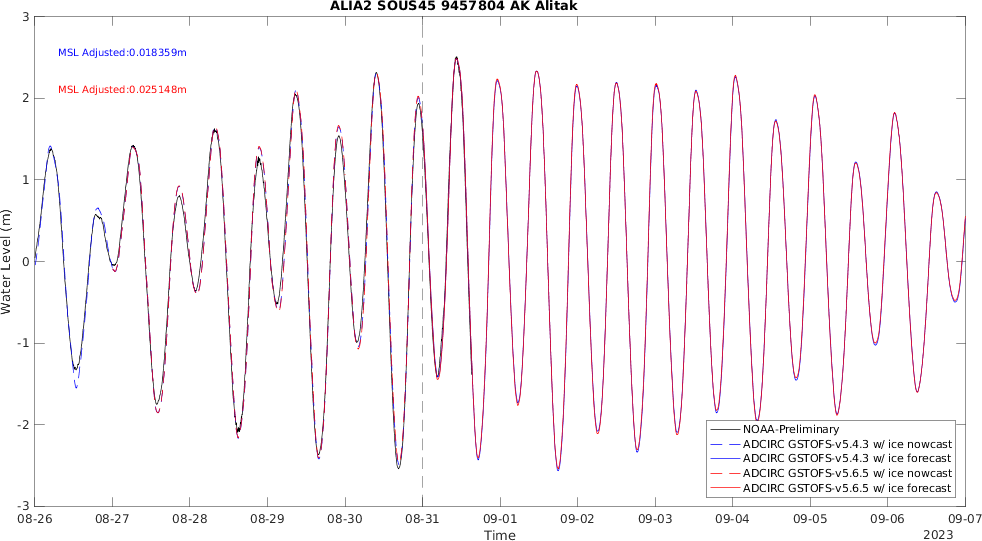 ALIA2 SOUS45 9457804 AK Alitak
MSL Adjusted:0.018359m
MSL Adjusted:0.025148m
Water Level (m)
3
2
1
0
-1
-2
-3
NOAA-Preliminary
ADCIRC GSTOFS-v5.4.3 w/ ice nowcast
ADCIRC GSTOFS-v5.4.3 w/ ice forecast
ADCIRC GSTOFS-v5.6.5 w/ ice nowcast
ADCIRC GSTOFS-v5.6.5 w/ ice forecast
08-26 08-27 08-28 08-29 08-30 08-31 09-01 09-02 09-03 09-04 09-05 09-06 09-07
Time
2023